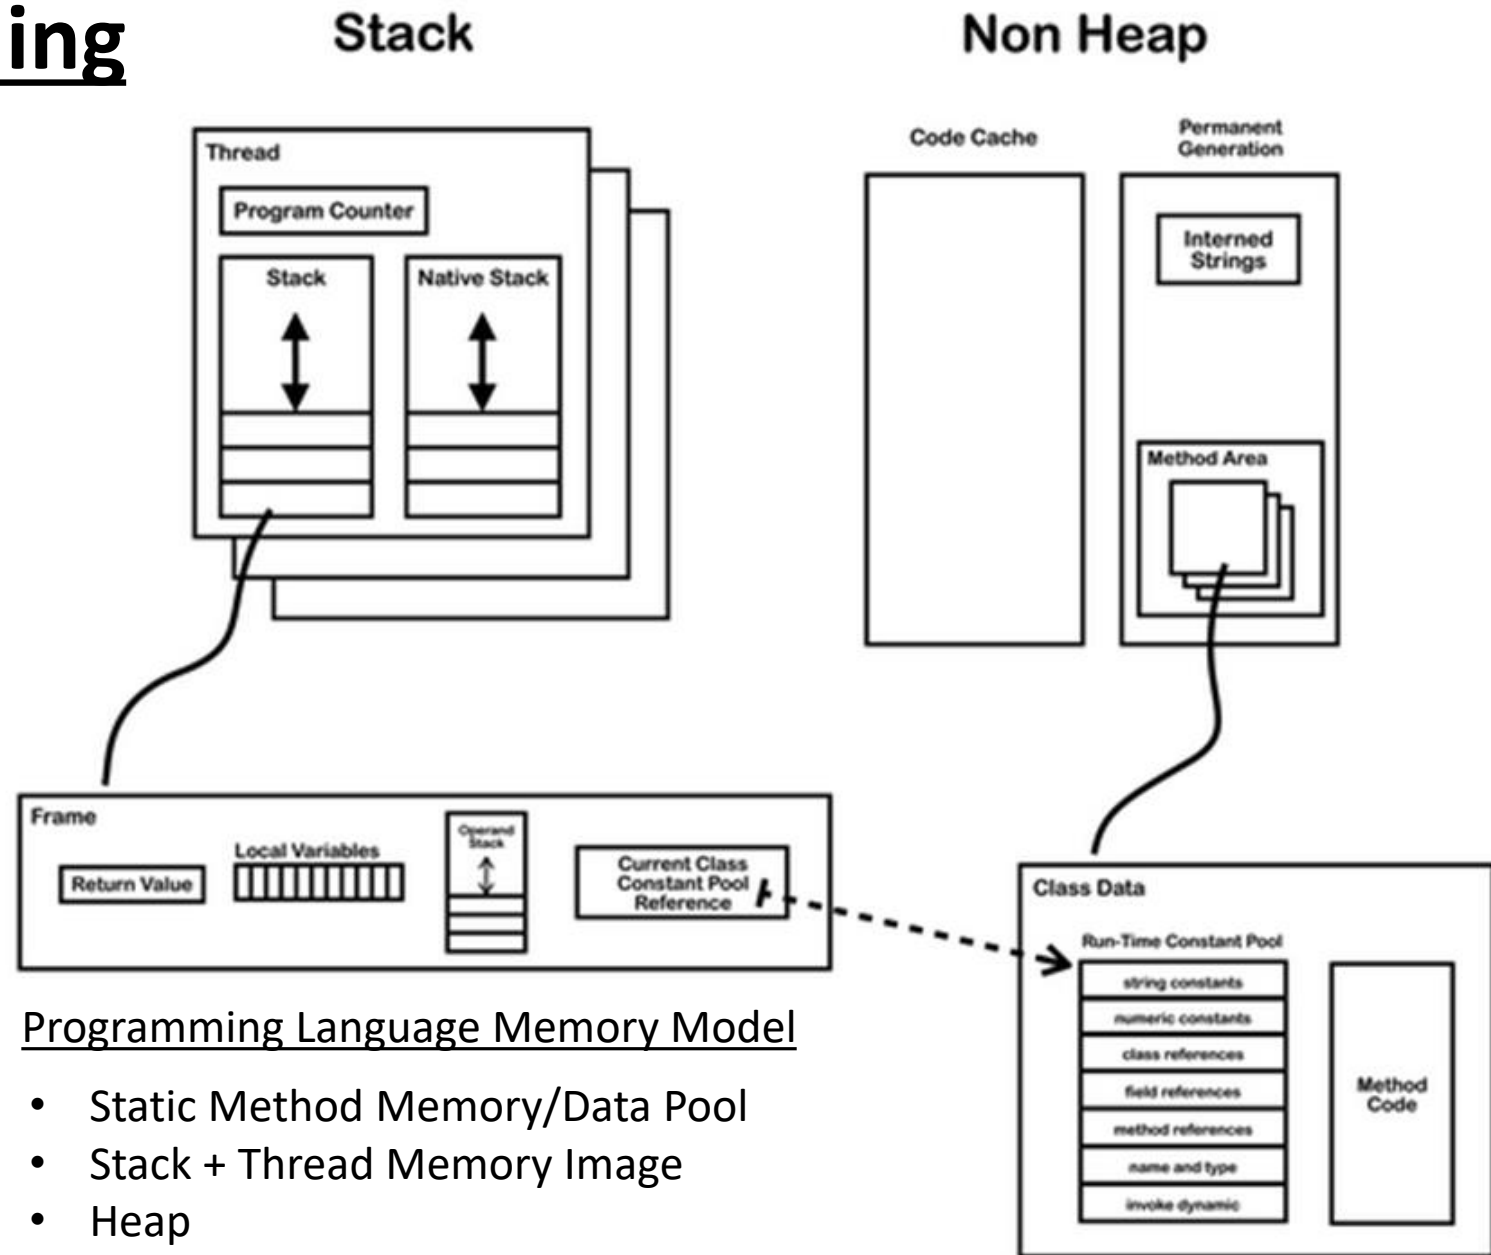 ing
Stack
Non Heap
Thread
Program Counter
Stack
Native Stack
Code Cache
Permanent
Generation
Interned
Strings
Method Area
Frame
Return Value
Local Variables
Operand
Stack
Current Class
Constant Pool
Reference
Class Data
Run-Time Constant Pool
string constants
numeric constants
class references
field references
method references
name and type
invoke dynamic
Method
Code
Programming Language Memory Model
• Static Method Memory/Data Pool
• Stack + Thread Memory Image
• Heap